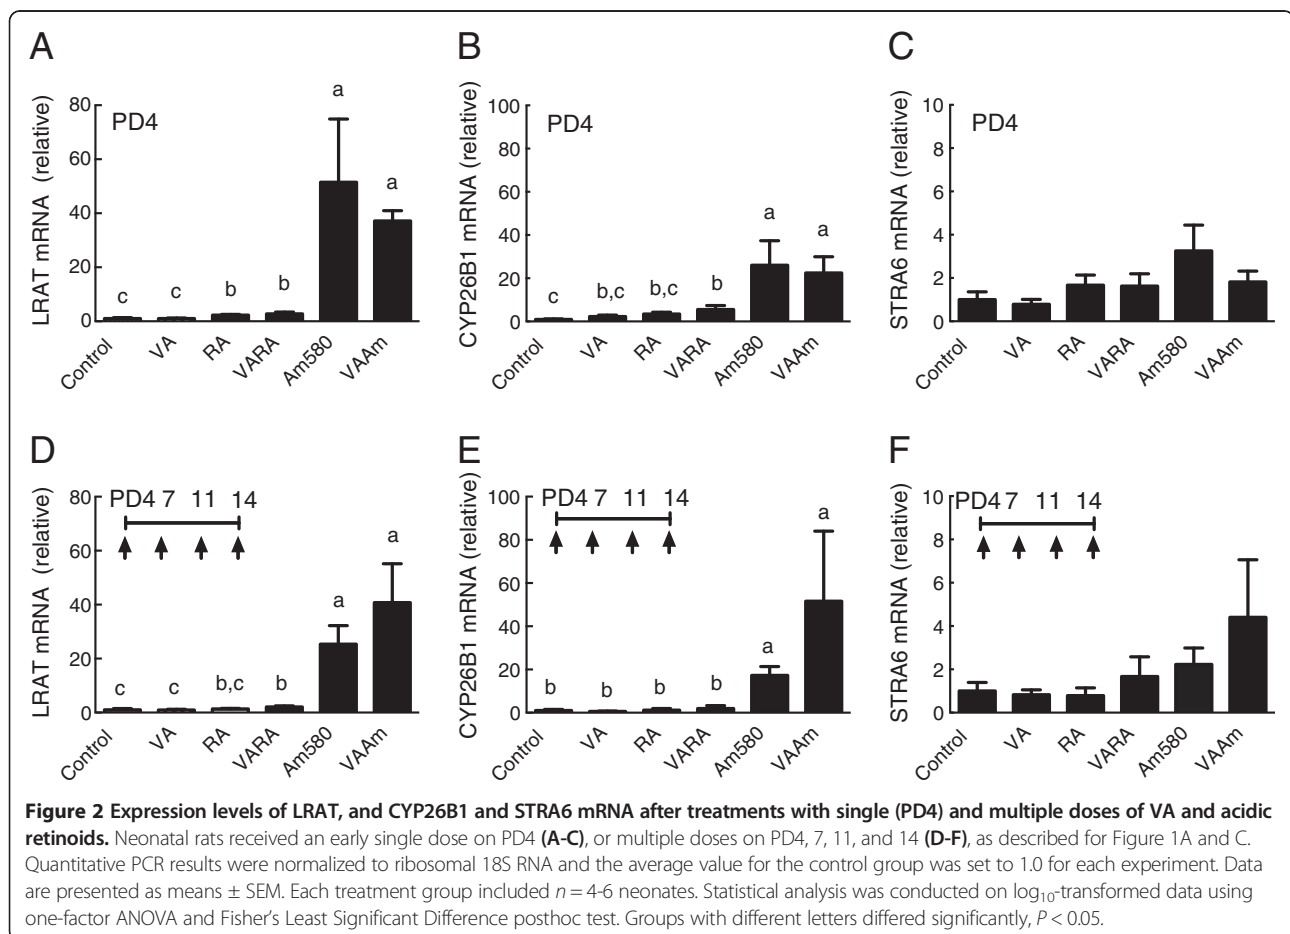 A
LRAT mRNA (relative)
80
60
40
20
0
PD4
c
c
b
b
a
a
Control
VA
RA
VARA
Am580
VAAm
B
CYP26B1 mRNA (relative)
100
80
60
40
20
0
PD4
c
b,c
b,c
b
a
a
Control
VA
RA
VARA
Am580
VAAm
C
STRA6 mRNA (relative)
10
8
6
4
2
0
PD4
Control
VA
RA
VARA
Am580
VAAm
D
LRAT mRNA (relative)
80
60
40
20
0
PD4 7 11 14
c
c
b,c
b
a
a
Control
VA
RA
VARA
Am580
VAAm
E
CYP26B1 mRNA (relative)
100
80
60
40
20
0
PD4 7 11 14
b
b
b
b
a
a
Control
VA
RA
VARA
Am580
VAAm
F
STRA6 mRNA (relative)
10
8
6
4
2
0
PD4 7 11 14
Control
VA
RA
VARA
Am580
VAAm
Figure 2 Expression levels of LRAT, and CYP26B1 and STRA6 mRNA after treatments with single (PD4) and multiple doses of VA and acidic
retinoids. Neonatal rats received an early single dose on PD4 (A-C), or multiple doses on PD4, 7, 11, and 14 (D-F), as described for Figure 1A and C.
Quantitative PCR results were normalized to ribosomal 18S RNA and the average value for the control group was set to 1.0 for each experiment. Data
are presented as means ± SEM. Each treatment group included n = 4-6 neonates. Statistical analysis was conducted on log₁₀-transformed data using
one-factor ANOVA and Fisher's Least Significant Difference posthoc test. Groups with different letters differed significantly, P < 0.05.